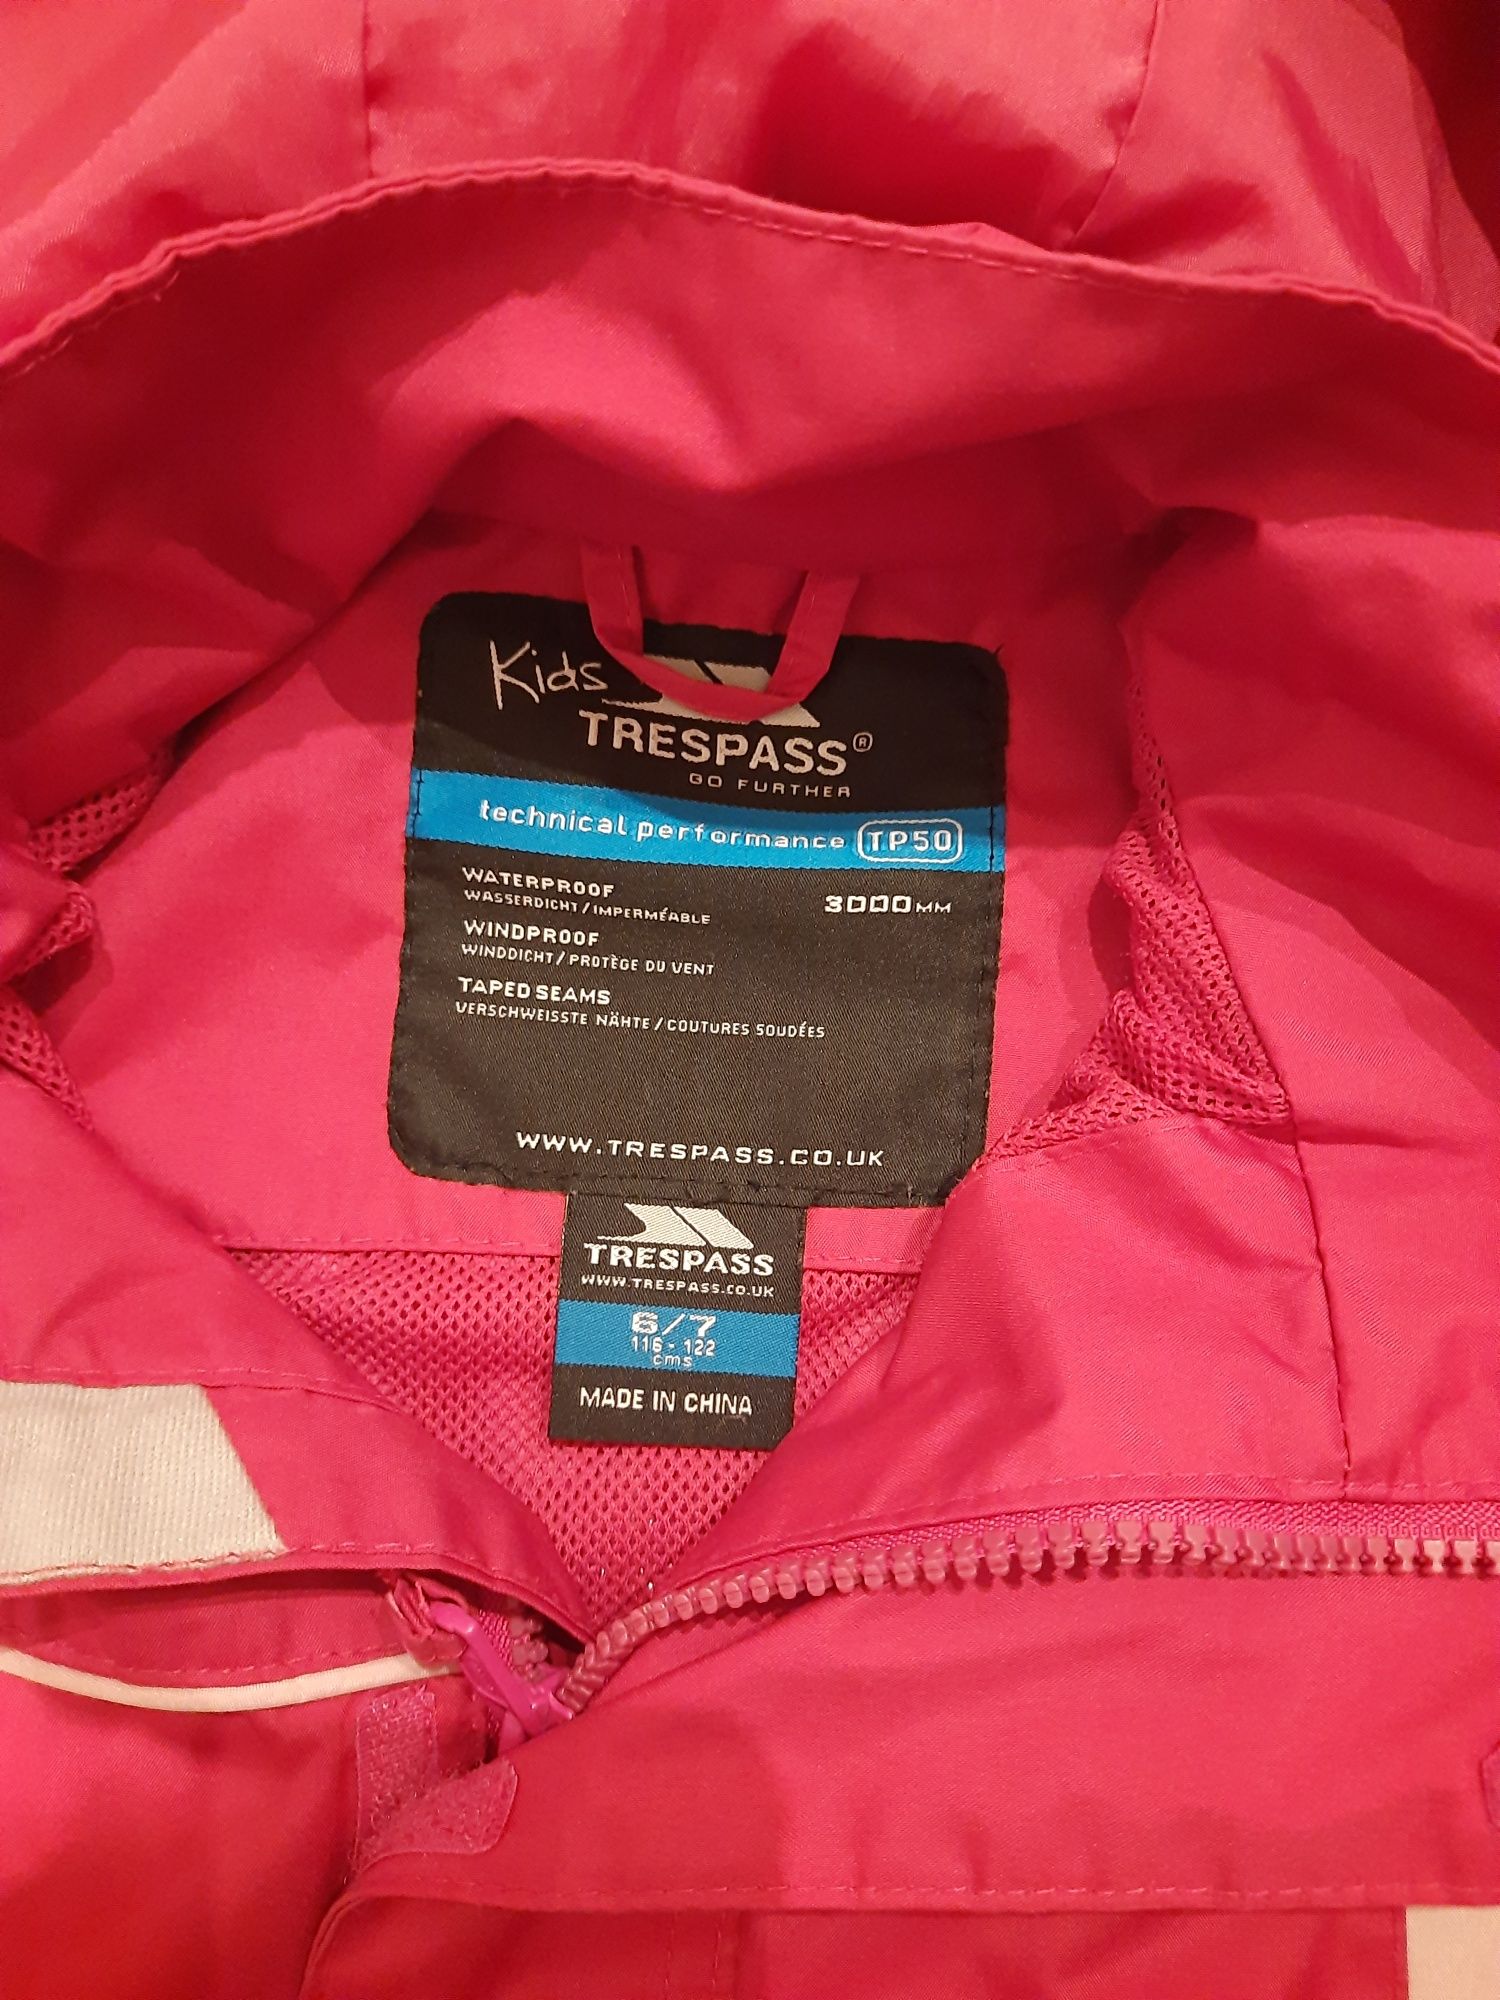 Kids
TRESPASS®
GO FURTHER
technical performance TP50
WATERPROOF 3000MM
WASSERDICHT / IMPERMÉABLE
WINDPROOF
WINDDICHT / PROTÈGE DU VENT
TAPED SEAMS
VERSCHWEISSTE NÄHTE / COUTURES SOUDÉES
WWW.TRESPASS.CO.UK
TRESPASS
WWW.TRESPASS.CO.UK
6/7
116 - 122
cms
MADE IN CHINA